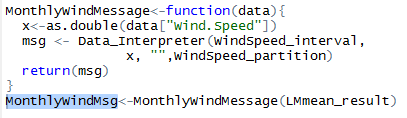 MonthlyWindMessage<-function(data){
  x<-as.double(data["Wind.Speed"])
  msg <- Data_Interpreter(WindSpeed_interval,
              x, "",WindSpeed_partition)
  return(msg)
}
MonthlyWindMsg<-MonthlyWindMessage(LMmean_result)